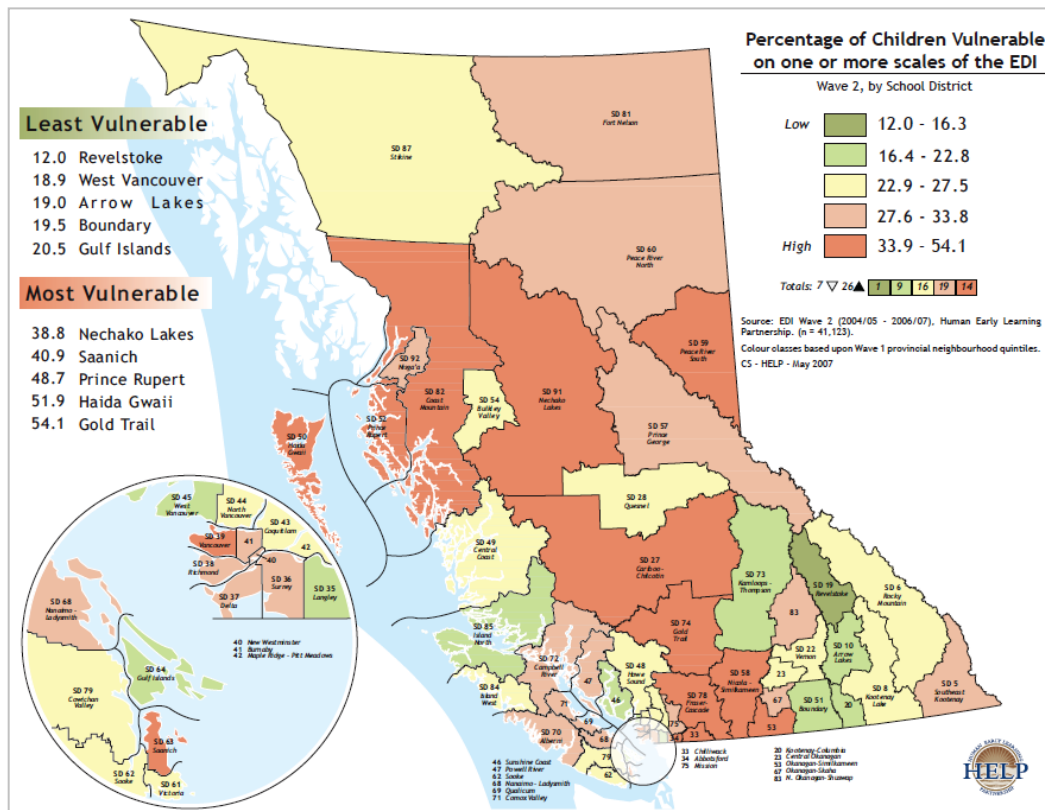 Percentage of Children Vulnerable
on one or more scales of the EDI
Wave 2, by School District
Low
12.0 - 16.3
16.4 - 22.8
22.9 - 27.5
27.6 - 33.8
High
33.9 - 54.1
Totals: 7 ▽ 26▲ 1 9 16 19 14
Source: EDI Wave 2 (2004/05 - 2006/07), Human Early Learning
Partnership. (n = 41,123).
Colour classes based upon Wave 1 provincial neighbourhood quintiles.
CS - HELP - May 2007
Least Vulnerable
12.0 Revelstoke
18.9 West Vancouver
19.0 Arrow Lakes
19.5 Boundary
20.5 Gulf Islands
Most Vulnerable
38.8 Nechako Lakes
40.9 Saanich
48.7 Prince Rupert
51.9 Haida Gwaii
54.1 Gold Trail
SD 87
Stikine
SD 81
Fort Nelson
SD 60
Peace River
North
SD 59
Peace River
South
SD 92
Nisga'a
SD 82
Coast
Mountain
SD 54
Bulkley
Valley
SD 91
Nechako
Lakes
SD 52
Prince
Rupert
SD 50
Haida
Gwaii
SD 57
Prince
George
SD 28
Quesnel
SD 49
Central
Coast
SD 27
Cariboo-
Chilcotin
SD 73
Kamloops-
Thompson
SD 19
Revelstoke
SD 6
Rocky
Mountain
83
SD 74
Gold
Trail
SD 85
Island
North
SD 72
Campbell
River
47
SD 48
Howe
Sound
46
SD 22
Vernon
SD 10
Arrow
Lakes
23
SD 58
Nicola -
Similkameen
SD 8
Kootenay
Lake
SD 5
Southeast
Kootenay
SD 84
Island
West
71
SD 78
Fraser-
Cascade
67
SD 51
Boundary
20
53
69
SD 70
Alberni
68
75
33
79
62
46 Sunshine Coast
47 Powell River
62 Sooke
68 Nanaimo - Ladysmith
69 Qualicum
71 Comox Valley
33 Chilliwack
34 Abbotsford
75 Mission
20 Kootenay-Columbia
23 Central Okanagan
53 Okanagan-Similkameen
67 Okanagan-Skaha
83 N. Okanagan-Shuswap
SD 45
West
Vancouver
SD 44
North
Vancouver
SD 43
Coquitlam
42
SD 39
Vancouver
41
40
SD 38
Richmond
SD 36
Surrey
SD 35
Langley
SD 37
Delta
SD 68
Nanaimo -
Ladysmith
40 New Westminster
41 Burnaby
42 Maple Ridge - Pitt Meadows
SD 64
Gulf Islands
SD 79
Cowichan
Valley
SD 63
Saanich
SD 62
Sooke
SD 61
Victoria
HUMAN EARLY LEARNING
HELP
PARTNERSHIP